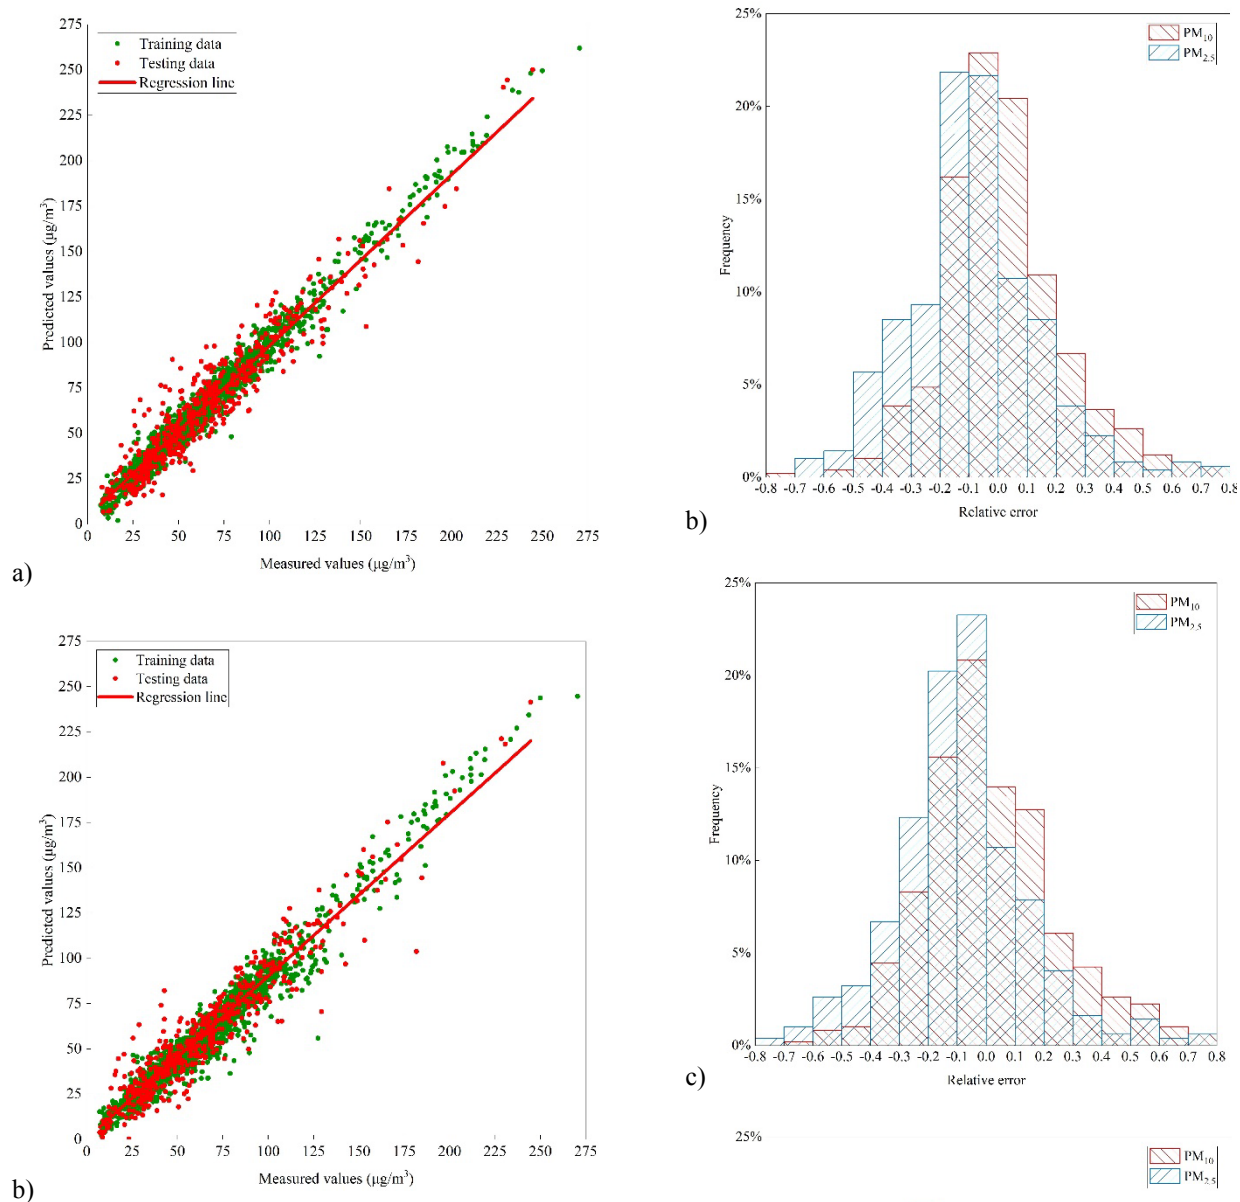 Training data
Testing data
Regression line
275
250
225
200
175
150
125
100
75
50
25
0
Predicted values (μg/m³)
0 25 50 75 100 125 150 175 200 225 250 275
Measured values (μg/m³)
a)
PM₁₀
PM₂.₅
25%
20%
15%
10%
5%
0%
Frequency
-0.8 -0.7 -0.6 -0.5 -0.4 -0.3 -0.2 -0.1 0.0 0.1 0.2 0.3 0.4 0.5 0.6 0.7 0.8
Relative error
b)
Training data
Testing data
Regression line
275
250
225
200
175
150
125
100
75
50
25
0
Predicted values (μg/m³)
0 25 50 75 100 125 150 175 200 225 250 275
Measured values (μg/m³)
b)
PM₁₀
PM₂.₅
25%
20%
15%
10%
5%
0%
Frequency
-0.8 -0.7 -0.6 -0.5 -0.4 -0.3 -0.2 -0.1 0.0 0.1 0.2 0.3 0.4 0.5 0.6 0.7 0.8
Relative error
c)
25%
PM₁₀
PM₂.₅